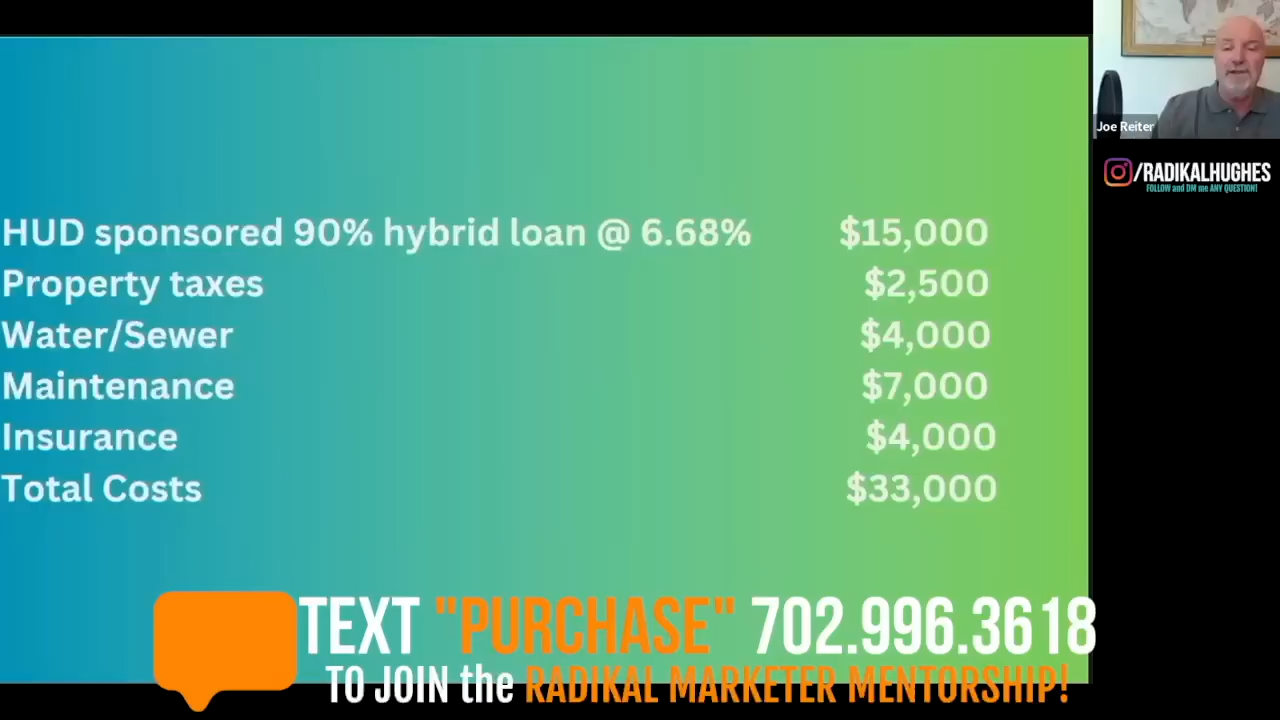 HUD sponsored 90% hybrid loan @ 6.68% $15,000
Property taxes $2,500
Water/Sewer $4,000
Maintenance $7,000
Insurance $4,000
Total Costs $33,000
Joe Reiter
/RADIKALHUGHES
FOLLOW and DM me ANY QUESTION!
TEXT "PURCHASE" 702.996.3618
TO JOIN the RADIKAL MARKETER MENTORSHIP!